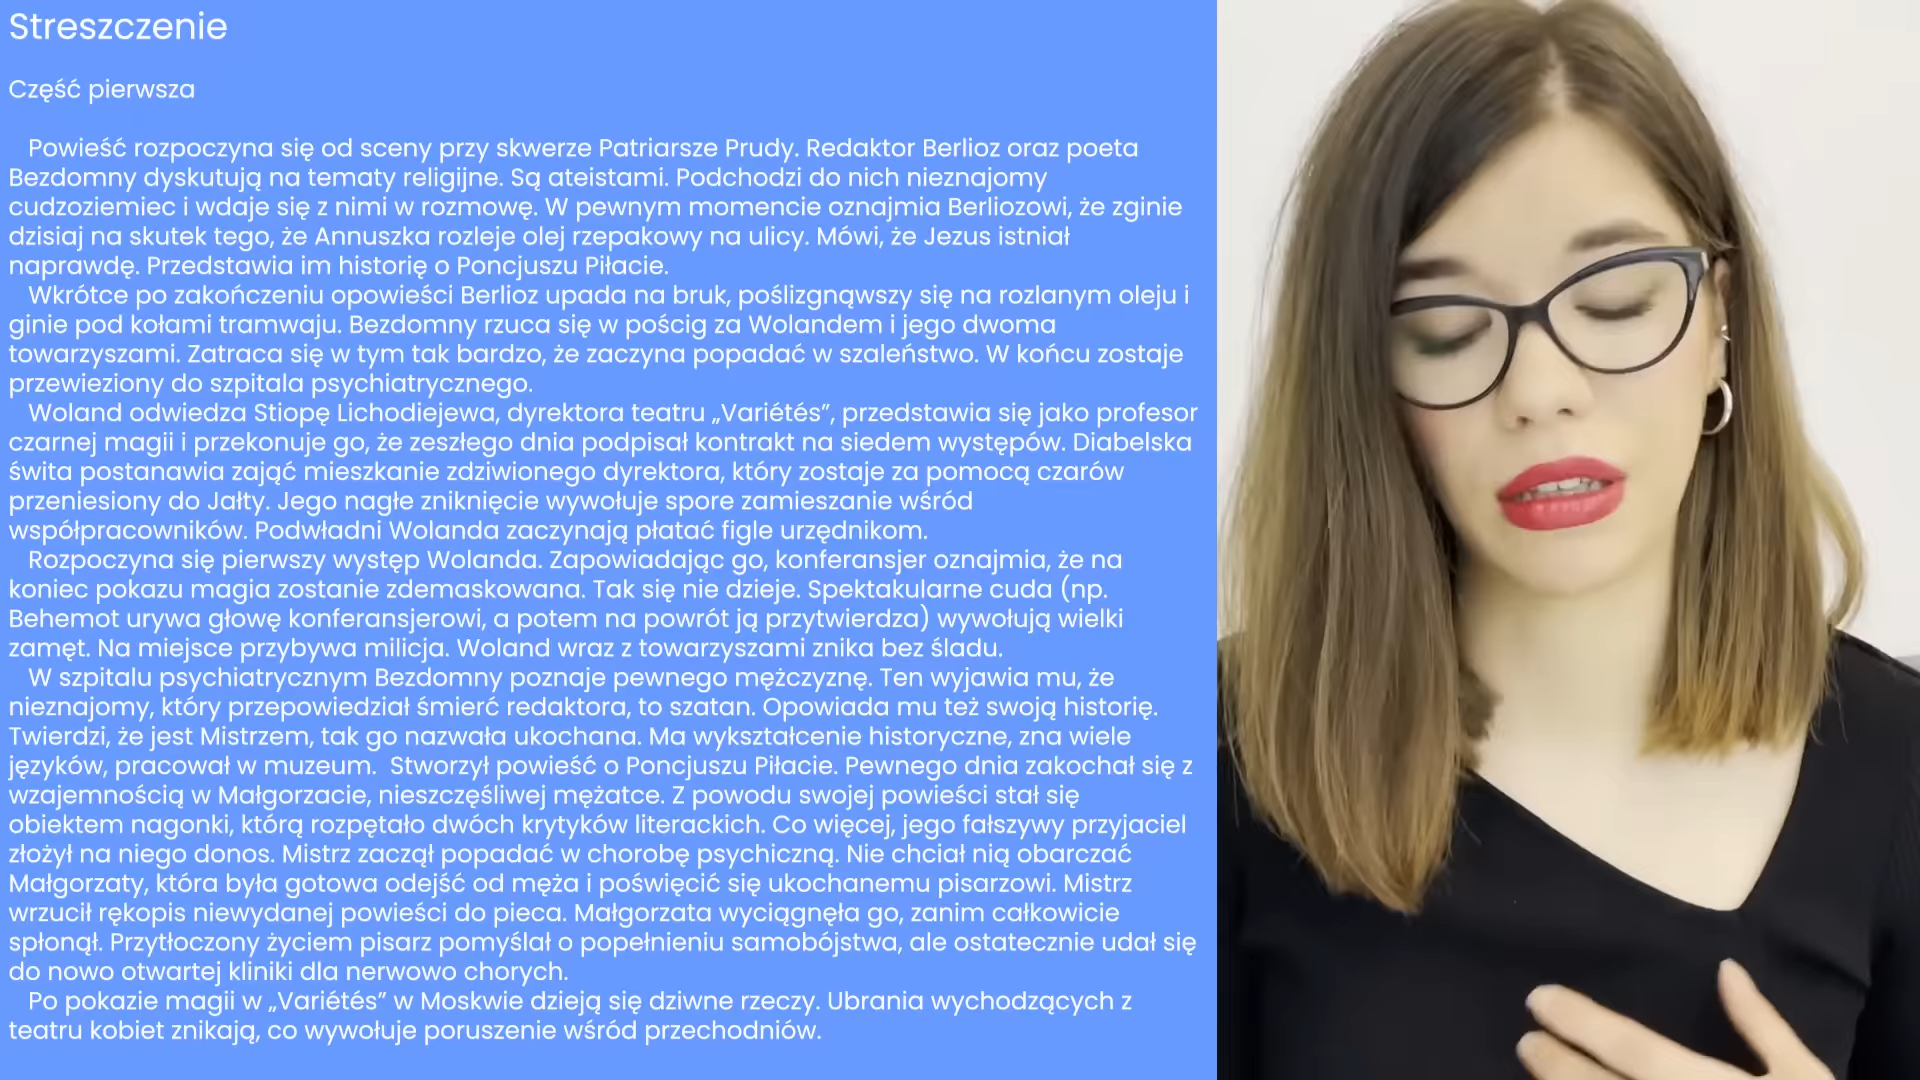 Streszczenie
Część pierwsza
Powieść rozpoczyna się od sceny przy skwerze Patriarsze Prudy. Redaktor Berlioz oraz poeta
Bezdomny dyskutują na tematy religijne. Są ateistami. Podchodzi do nich nieznajomy
cudzoziemiec i wdaje się z nimi w rozmowę. W pewnym momencie oznajmia Berliozowi, że zginie
dzisiaj na skutek tego, że Annuszka rozleje olej rzepakowy na ulicy. Mówi, że Jezus istniał
naprawdę. Przedstawia im historię o Poncjuszu Piłacie.
Wkrótce po zakończeniu opowieści Berlioz upada na bruk, poślizgnąwszy się na rozlanym oleju i
ginie pod kołami tramwaju. Bezdomny rzuca się w pościg za Wolandem i jego dwoma
towarzyszami. Zatraca się w tym tak bardzo, że zaczyna popadać w szaleństwo. W końcu zostaje
przewieziony do szpitala psychiatrycznego.
Woland odwiedza Stiopę Lichodiejewa, dyrektora teatru „Variétés”, przedstawia się jako profesor
czarnej magii i przekonuje go, że zeszłego dnia podpisał kontrakt na siedem występów. Diabelska
świta postanawia zająć mieszkanie zdziwionego dyrektora, który zostaje za pomocą czarów
przeniesiony do Jałty. Jego nagłe zniknięcie wywołuje spore zamieszanie wśród
współpracowników. Podwładni Wolanda zaczynają płatać figle urzędnikom.
Rozpoczyna się pierwszy występ Wolanda. Zapowiadając go, konferansjer oznajmia, że na
koniec pokazu magia zostanie zdemaskowana. Tak się nie dzieje. Spektakularne cuda (np.
Behemot urywa głowę konferansjerowi, a potem na powrót ją przytwierdza) wywołują wielki
zamęt. Na miejsce przybywa milicja. Woland wraz z towarzyszami znika bez śladu.
W szpitalu psychiatrycznym Bezdomny poznaje pewnego mężczyznę. Ten wyjawia mu, że
nieznajomy, który przepowiedział śmierć redaktora, to szatan. Opowiada mu też swoją historię.
Twierdzi, że jest Mistrzem, tak go nazwała ukochana. Ma wykształcenie historyczne, zna wiele
języków, pracował w muzeum.  Stworzył powieść o Poncjuszu Piłacie. Pewnego dnia zakochał się z
wzajemnością w Małgorzacie, nieszczęśliwej mężatce. Z powodu swojej powieści stał się
obiektem nagonki, którą rozpętało dwóch krytyków literackich. Co więcej, jego fałszywy przyjaciel
złożył na niego donos. Mistrz zaczął popadać w chorobę psychiczną. Nie chciał nią obarczać
Małgorzaty, która była gotowa odejść od męża i poświęcić się ukochanemu pisarzowi. Mistrz
wrzucił rękopis niewydanej powieści do pieca. Małgorzata wyciągnęła go, zanim całkowicie
spłonął. Przytłoczony życiem pisarz pomyślał o popełnieniu samobójstwa, ale ostatecznie udał się
do nowo otwartej kliniki dla nerwowo chorych.
Po pokazie magii w „Variétés” w Moskwie dzieją się dziwne rzeczy. Ubrania wychodzących z
teatru kobiet znikają, co wywołuje poruszenie wśród przechodniów.